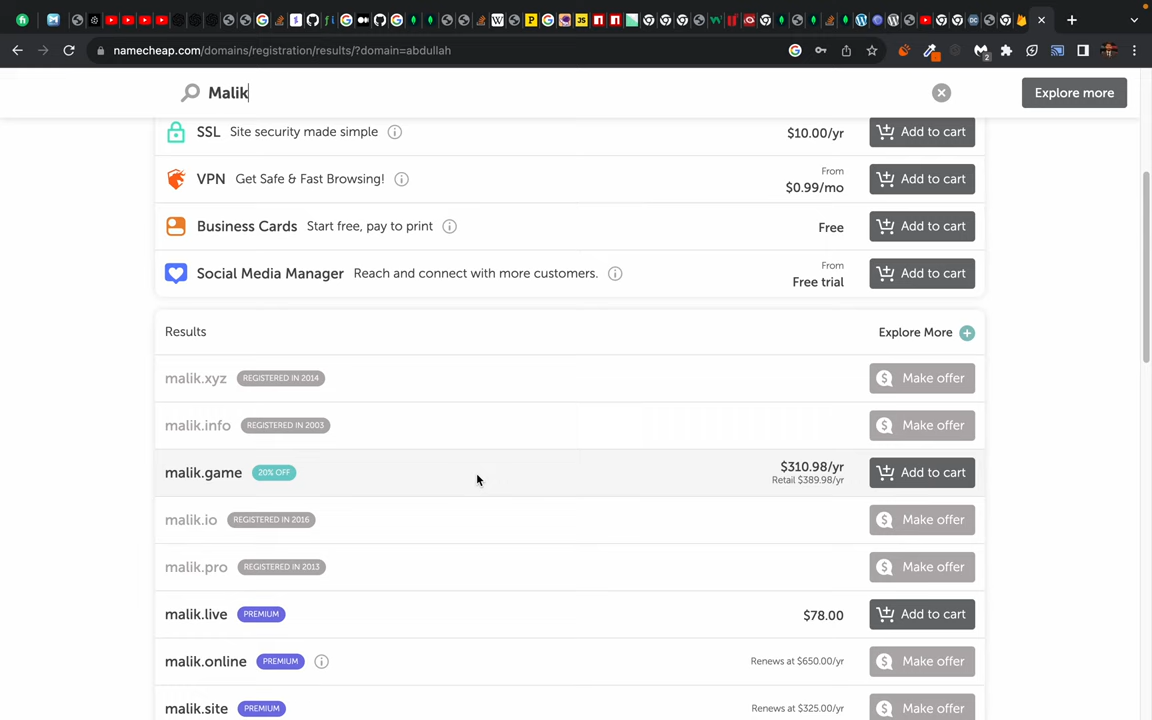 namecheap.com/domains/registration/results/?domain=abdullah
2
Malik
Explore more
SSL Site security made simple
$10.00/yr
Add to cart
VPN Get Safe & Fast Browsing!
From
$0.99/mo
Add to cart
Business Cards Start free, pay to print
Free
Add to cart
Social Media Manager Reach and connect with more customers.
From
Free trial
Add to cart
Results
Explore More
malik.xyz REGISTERED IN 2014
Make offer
malik.info REGISTERED IN 2003
Make offer
malik.game 20% OFF
$310.98/yr
Retail $389.98/yr
Add to cart
malik.io REGISTERED IN 2016
Make offer
malik.pro REGISTERED IN 2013
Make offer
malik.live PREMIUM
$78.00
Add to cart
malik.online PREMIUM
Renews at $650.00/yr
Make offer
malik.site PREMIUM
Renews at $325.00/yr
Make offer